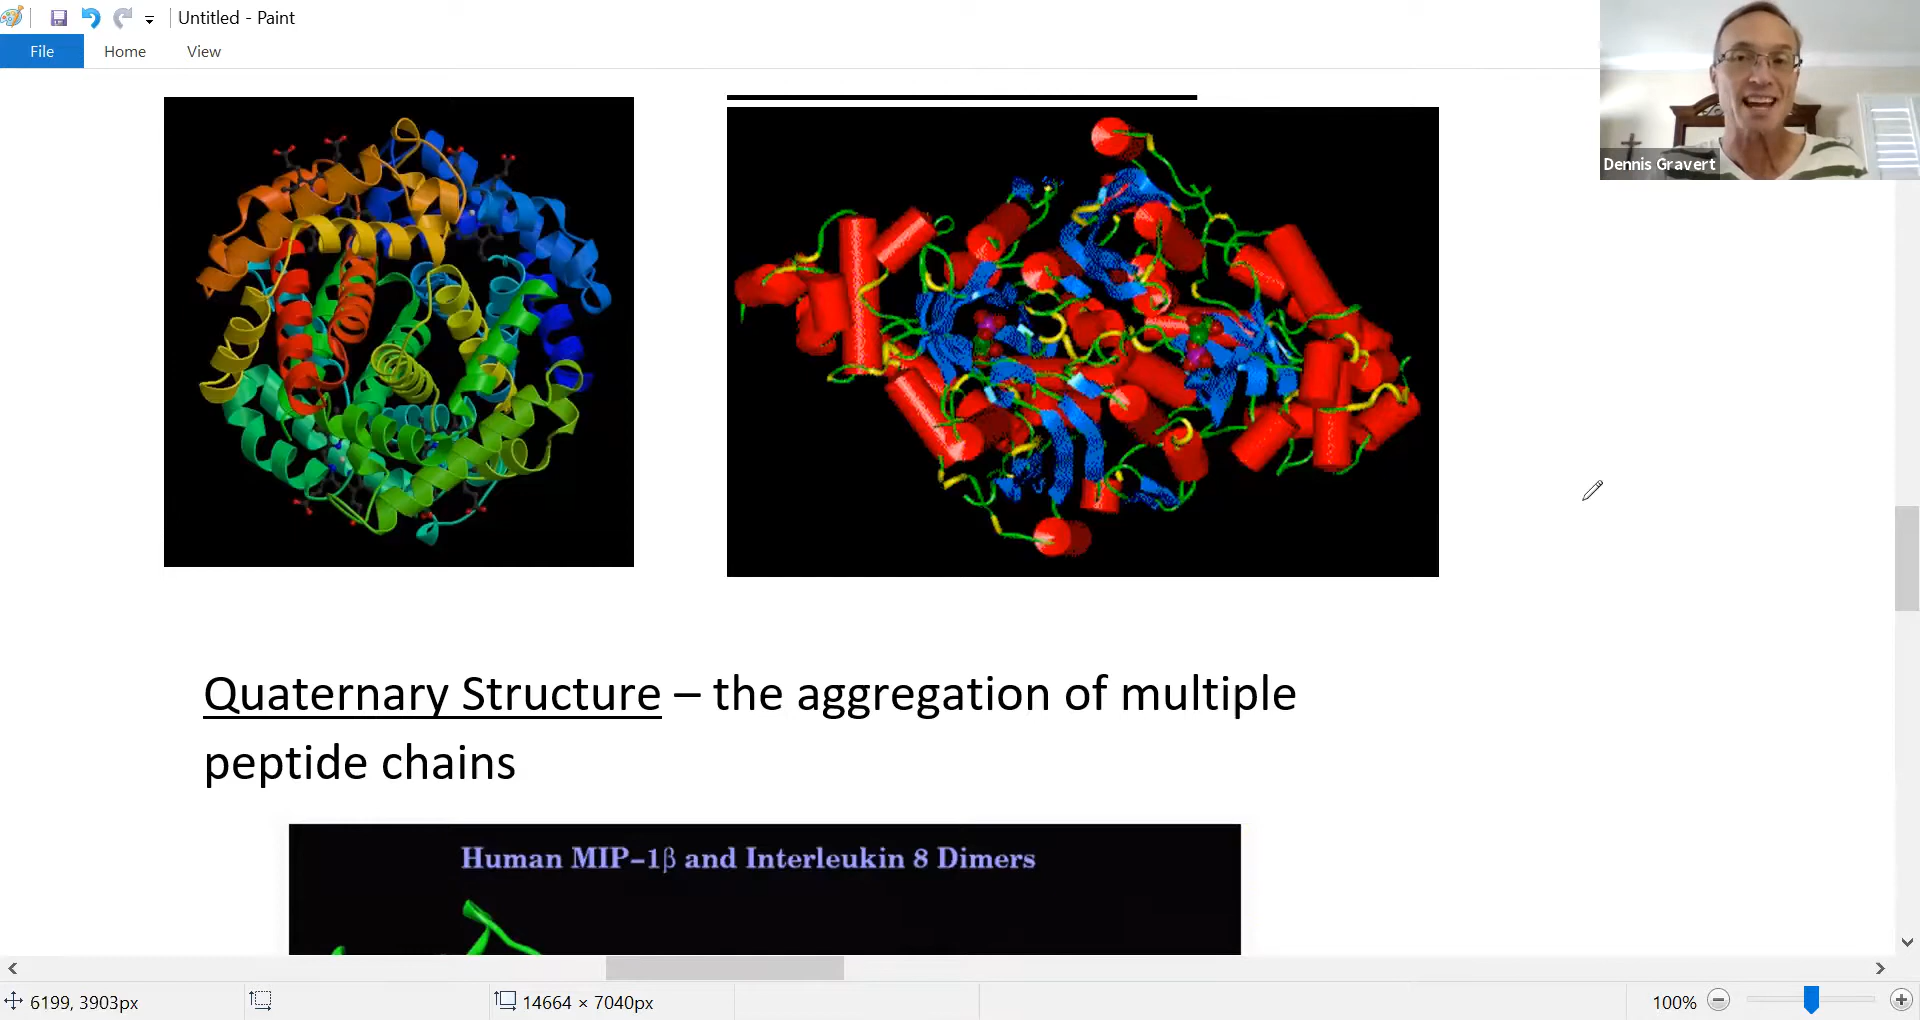 Untitled - Paint
File Home View
Dennis Gravert
Quaternary Structure – the aggregation of multiple
peptide chains
Human MIP–1β and Interleukin 8 Dimers
6199, 3903px
14664 × 7040px
100%